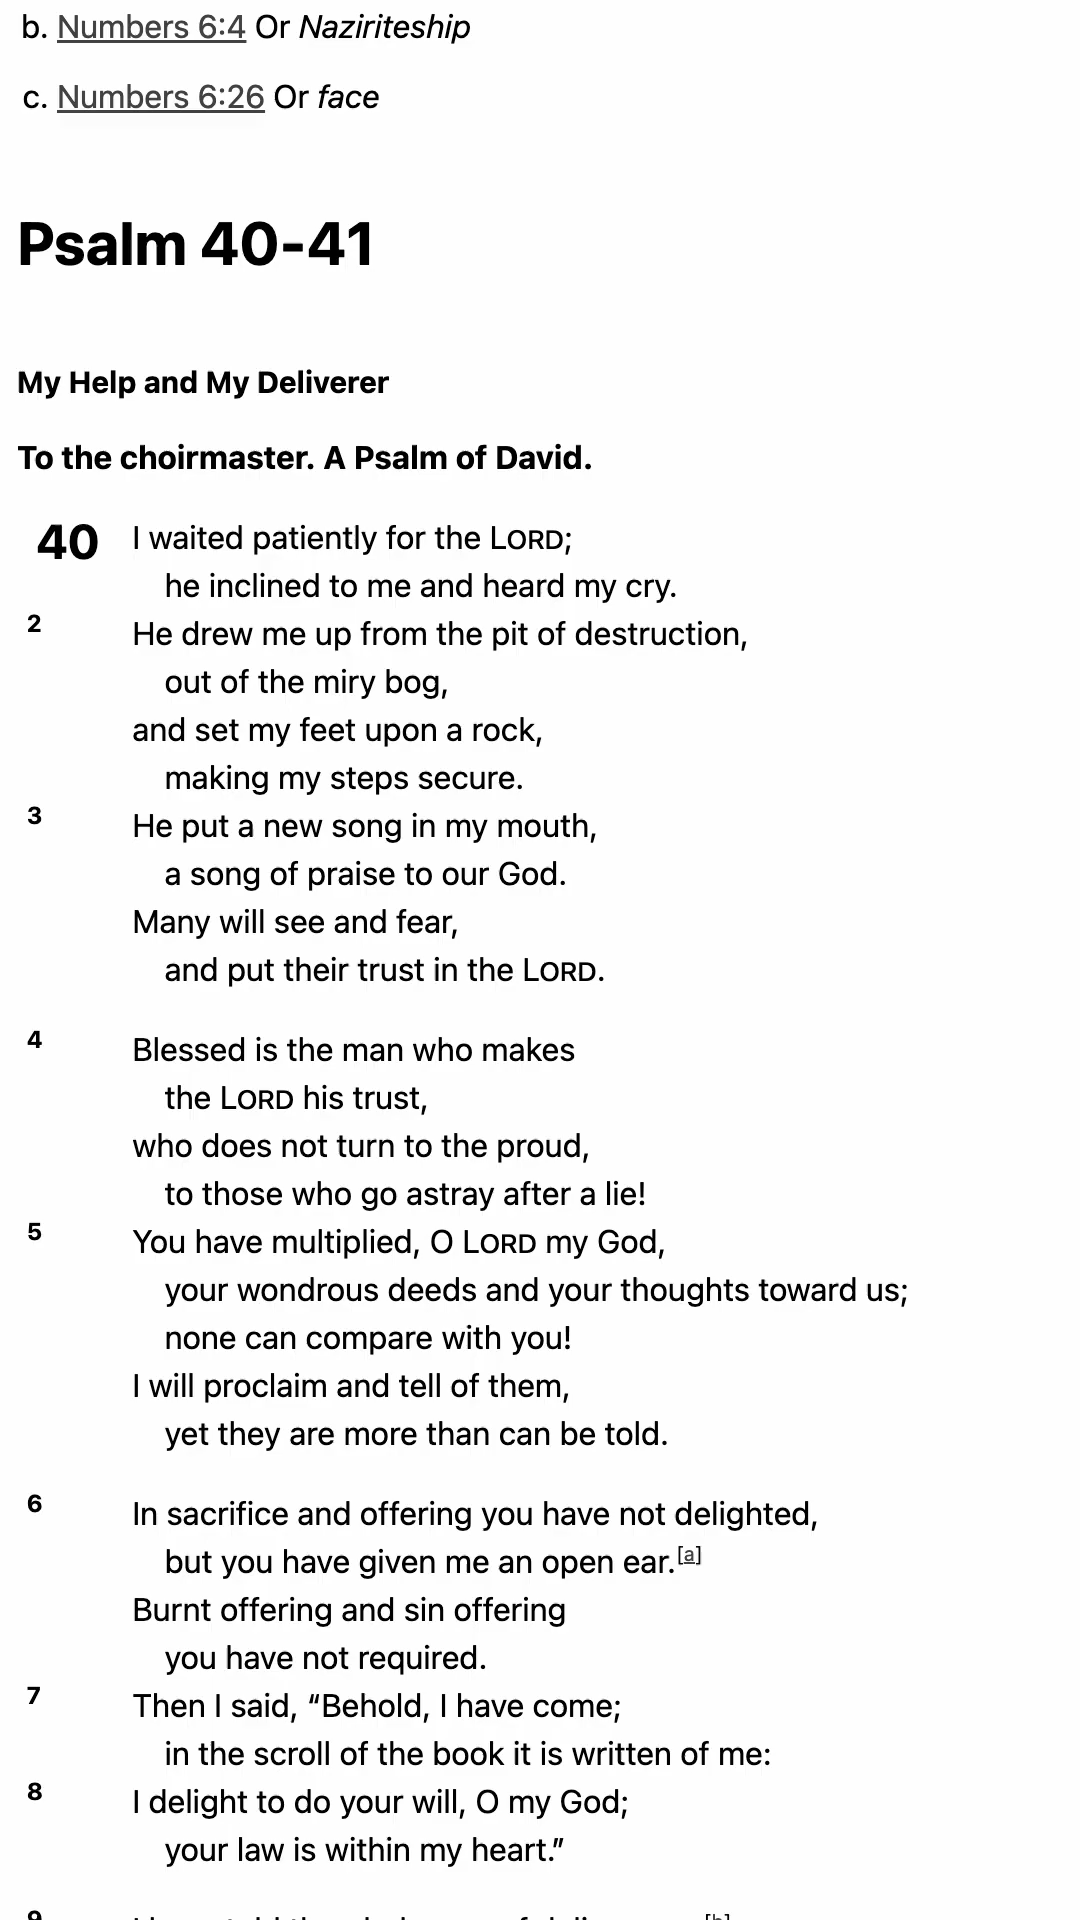 b. Numbers 6:4 Or Naziriteship
c. Numbers 6:26 Or face
Psalm 40-41
My Help and My Deliverer
To the choirmaster. A Psalm of David.
40 I waited patiently for the LORD;
he inclined to me and heard my cry.
2 He drew me up from the pit of destruction,
out of the miry bog,
and set my feet upon a rock,
making my steps secure.
3 He put a new song in my mouth,
a song of praise to our God.
Many will see and fear,
and put their trust in the LORD.
4 Blessed is the man who makes
the LORD his trust,
who does not turn to the proud,
to those who go astray after a lie!
5 You have multiplied, O LORD my God,
your wondrous deeds and your thoughts toward us;
none can compare with you!
I will proclaim and tell of them,
yet they are more than can be told.
6 In sacrifice and offering you have not delighted,
but you have given me an open ear.[a]
Burnt offering and sin offering
you have not required.
7 Then I said, “Behold, I have come;
in the scroll of the book it is written of me:
8 I delight to do your will, O my God;
your law is within my heart.”